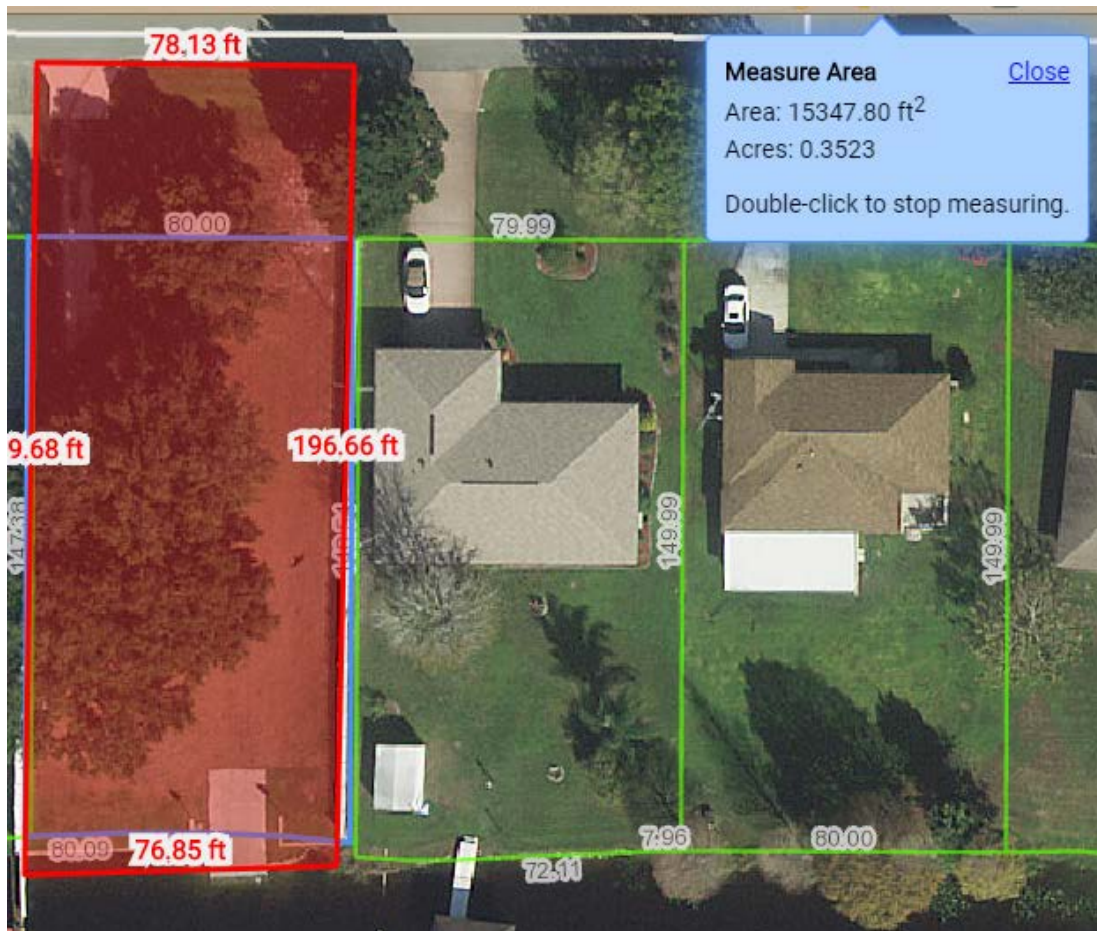 78.13 ft
Measure Area
Close
Area: 15347.80 ft2
Acres: 0.3523
Double-click to stop measuring.
80.00
79.99
9.68 ft
196.66 ft
147.38
149.99
149.99
80.09
76.85 ft
7.96
80.00
72.11